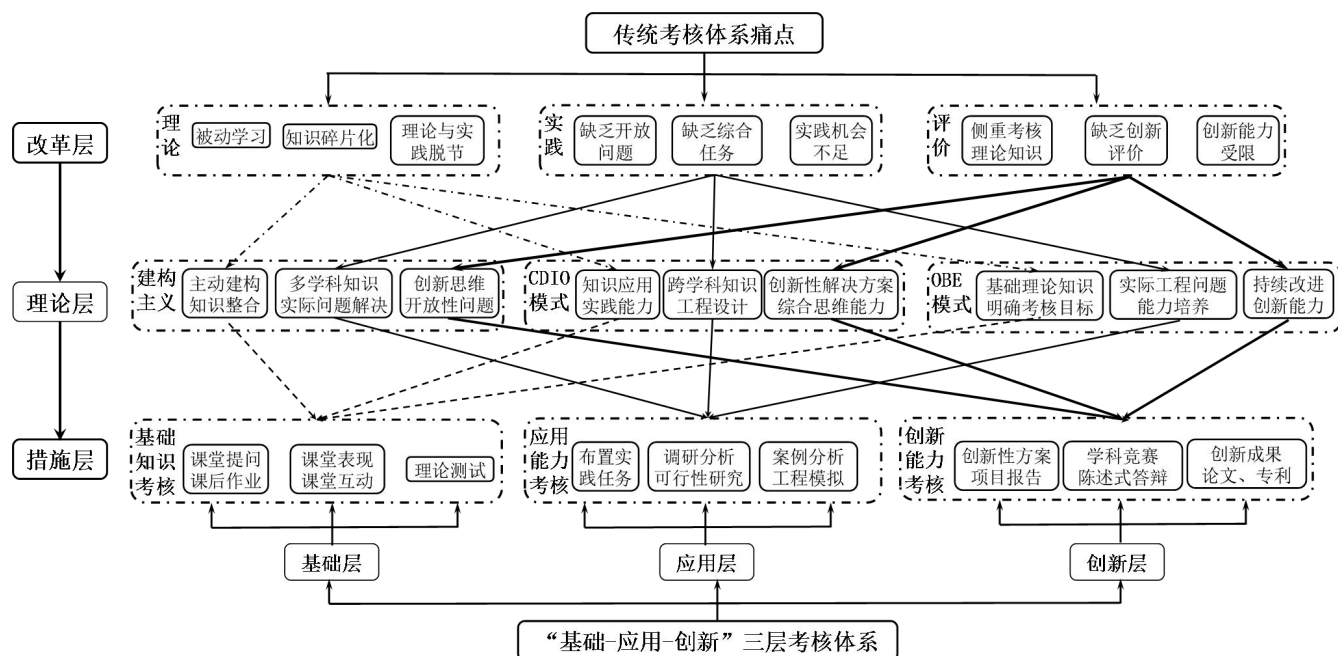 传统考核体系痛点
改革层
理论
被动学习
知识碎片化
理论与实
践脱节
实践
缺乏开放
问题
缺乏综合
任务
实践机会
不足
评价
侧重考核
理论知识
缺乏创新
评价
创新能力
受限
理论层
建构
主义
主动建构
知识整合
多学科知识
实际问题解决
创新思维
开放性问题
CDIO
模式
知识应用
实践能力
跨学科知识
工程设计
创新性解决方案
综合思维能力
OBE
模式
基础理论知识
明确考核目标
实际工程问题
能力培养
持续改进
创新能力
措施层
基础
知识
考核
课堂提问
课后作业
课堂表现
课堂互动
理论测试
应用
能力
考核
布置实
践任务
调研分析
可行性研究
案例分析
工程模拟
创新
能力
考核
创新性方案
项目报告
学科竞赛
陈述式答辩
创新成果
论文、专利
基础层
应用层
创新层
“基础-应用-创新”三层考核体系